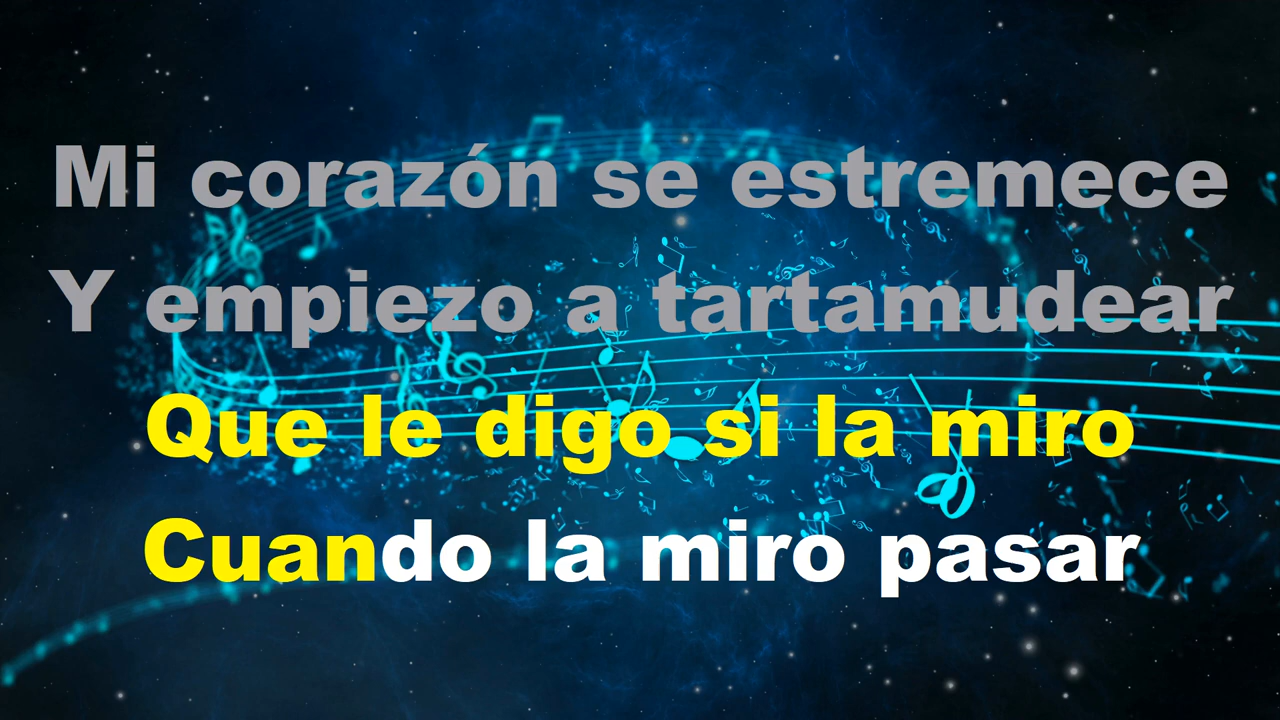 Mi corazón se estremece
Y empiezo a tartamudear
Que le digo si la miro
Cuando la miro pasar